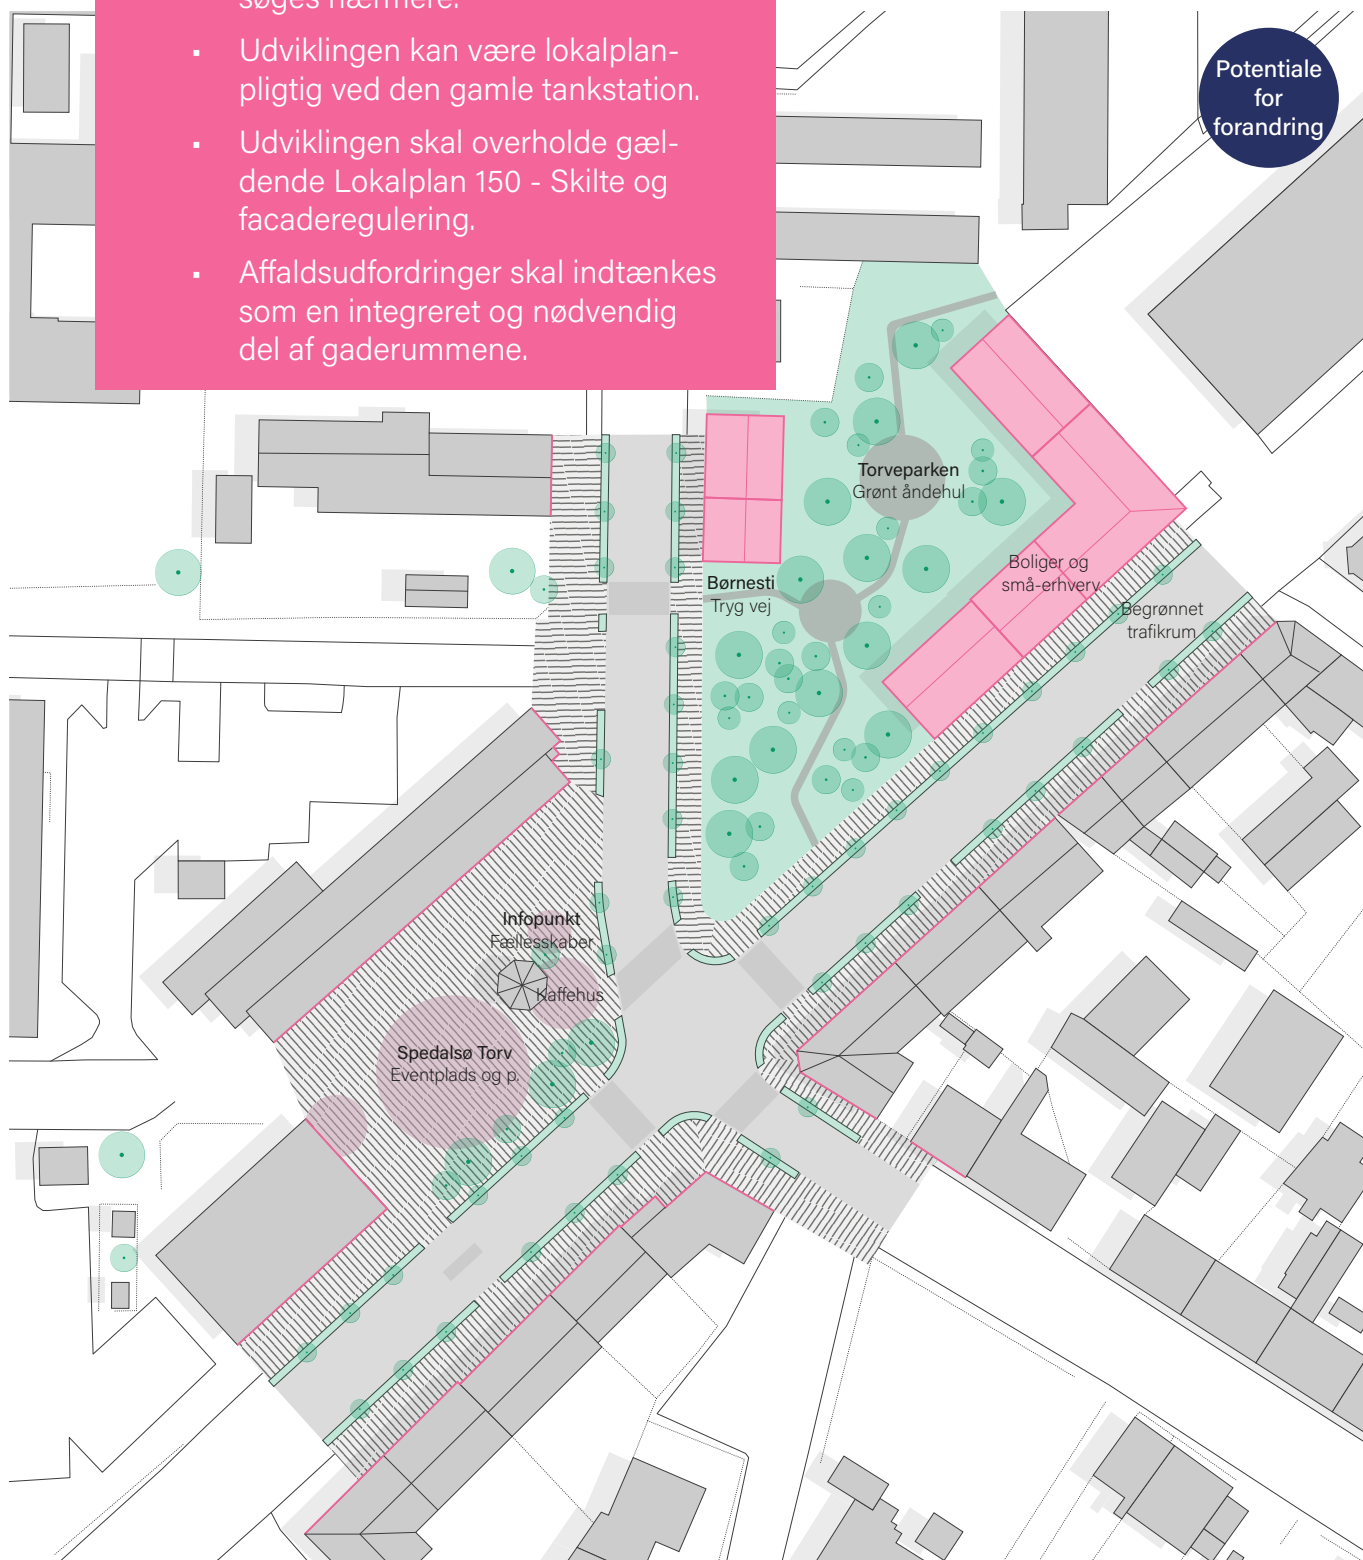 søges nærmere.
▪ Udviklingen kan være lokalplan-
pligtig ved den gamle tankstation.
▪ Udviklingen skal overholde gæl-
dende Lokalplan 150 - Skilte og
facaderegulering.
▪ Affaldsudfordringer skal indtænkes
som en integreret og nødvendig
del af gaderummene.
Potentiale
for
forandring
Torveparken
Grønt åndehul
Boliger og
små-erhverv
Børnesti
Tryg vej
Begrønnet
trafikrum
Infopunkt
Fællesskaber
Kaffehus
Spedalsø Torv
Eventplads og p.